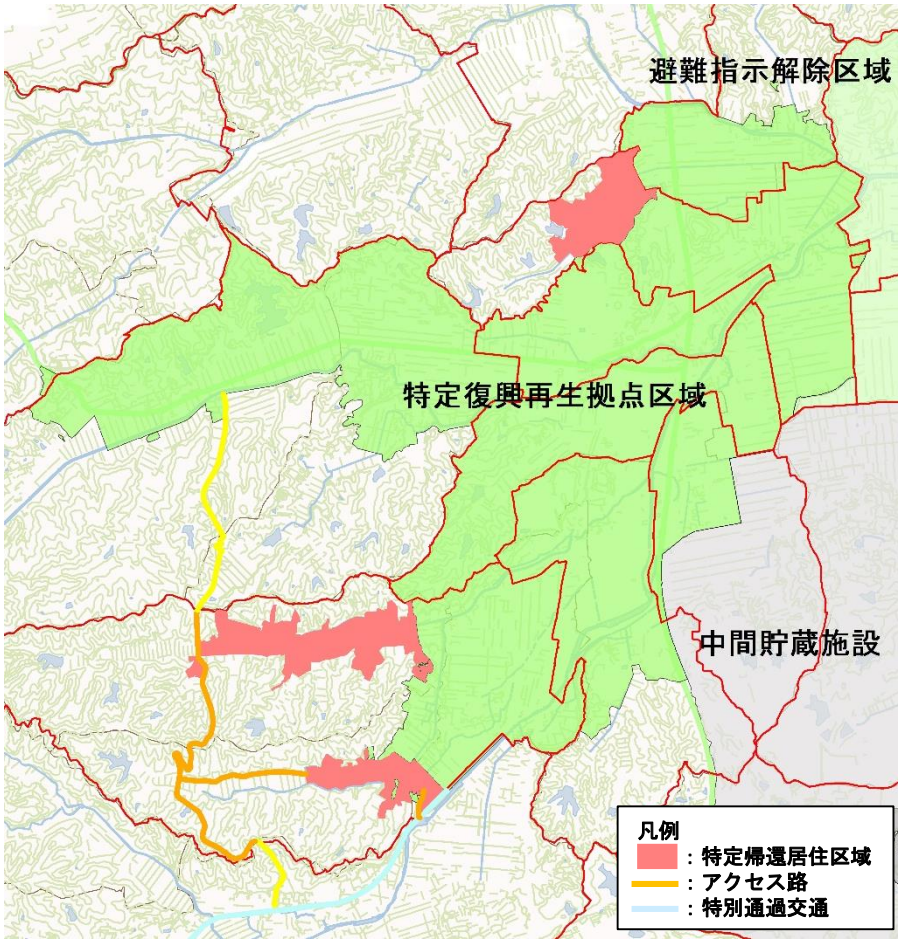 避難指示解除区域
特定復興再生拠点区域
中間貯蔵施設
凡例
：特定帰還居住区域
：アクセス路
：特別通過交通